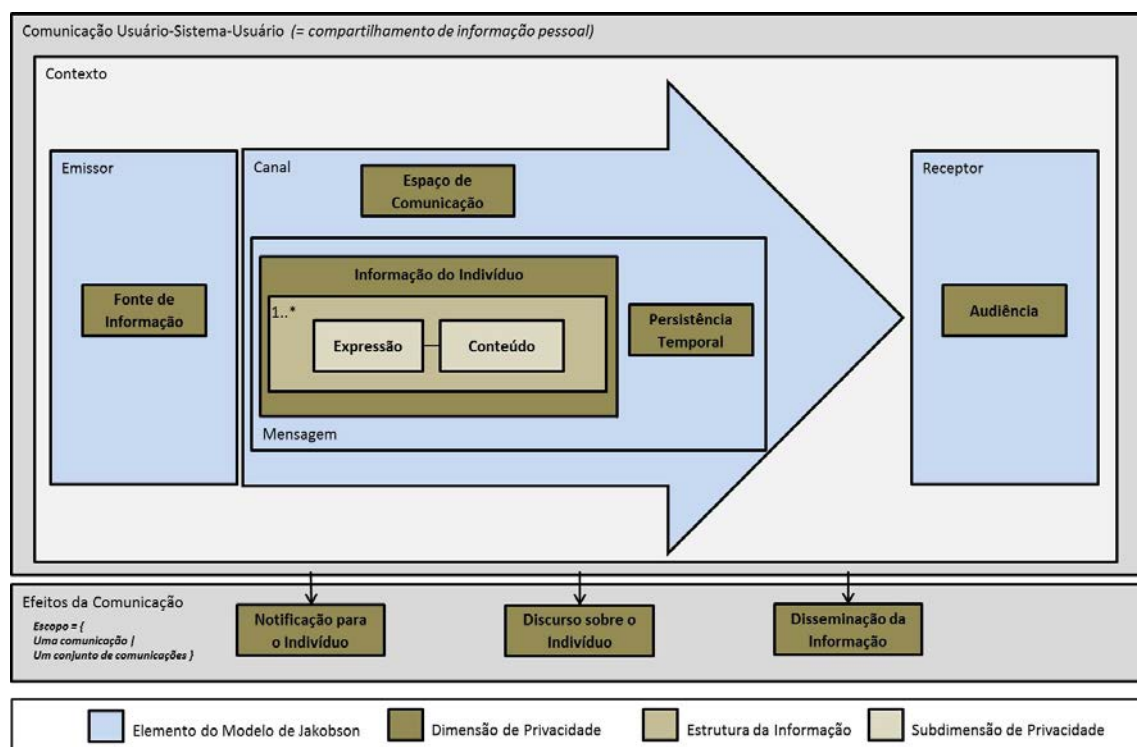 Comunicação Usuário-Sistema-Usuário (= compartilhamento de informação pessoal)
Contexto
Emissor
Canal
Receptor
Espaço de
Comunicação
Informação do Indivíduo
1..*
Expressão
Conteúdo
Mensagem
Persistência
Temporal
Fonte de
Informação
Audiência
Efeitos da Comunicação
Escopo = {
Uma comunicação |
Um conjunto de comunicações }
Notificação para
o Indivíduo
Discurso sobre o
Indivíduo
Disseminação da
Informação
Elemento do Modelo de Jakobson
Dimensão de Privacidade
Estrutura da Informação
Subdimensão de Privacidade